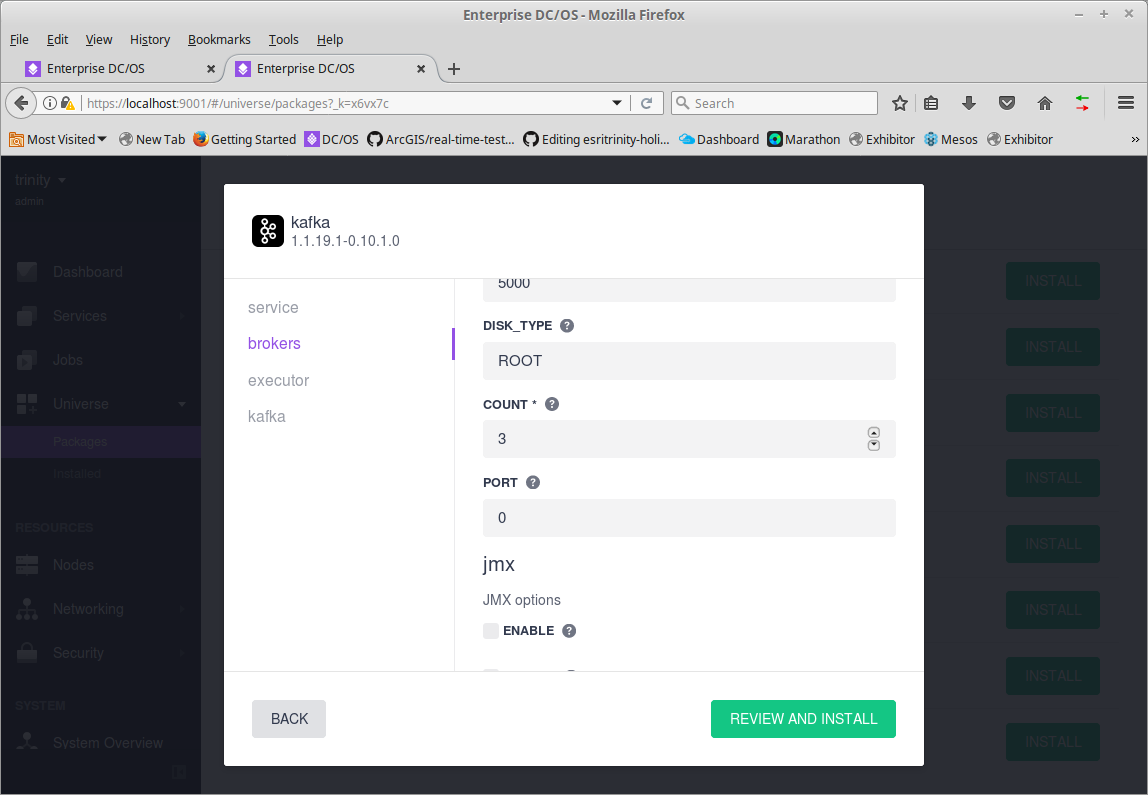 Enterprise DC/OS - Mozilla Firefox
File Edit View History Bookmarks Tools Help
Enterprise DC/OS Enterprise DC/OS
https://localhost:9001/#/universe/packages?_k=x6vx7c Search
Most Visited New Tab Getting Started DC/OS ArcGIS/real-time-test... Editing esritrinity-holi... Dashboard Marathon Exhibitor Mesos Exhibitor »
trinity
admin
Dashboard
Services
Jobs
Universe
Packages
Installed
RESOURCES
Nodes
Networking
Security
SYSTEM
System Overview
kafka
1.1.19.1-0.10.1.0
service
brokers
executor
kafka
5000
DISK_TYPE ?
ROOT
COUNT * ?
3
PORT ?
0
jmx
JMX options
ENABLE ?
BACK REVIEW AND INSTALL
INSTALL
INSTALL
INSTALL
INSTALL
INSTALL
INSTALL
INSTALL
INSTALL